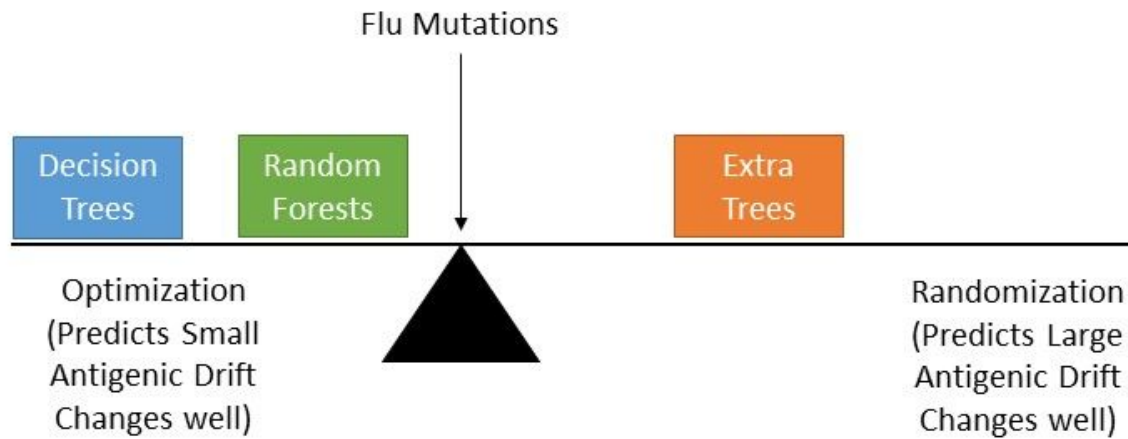 Flu Mutations
Decision
Trees
Random
Forests
Extra
Trees
Optimization
(Predicts Small
Antigenic Drift
Changes well)
Randomization
(Predicts Large
Antigenic Drift
Changes well)